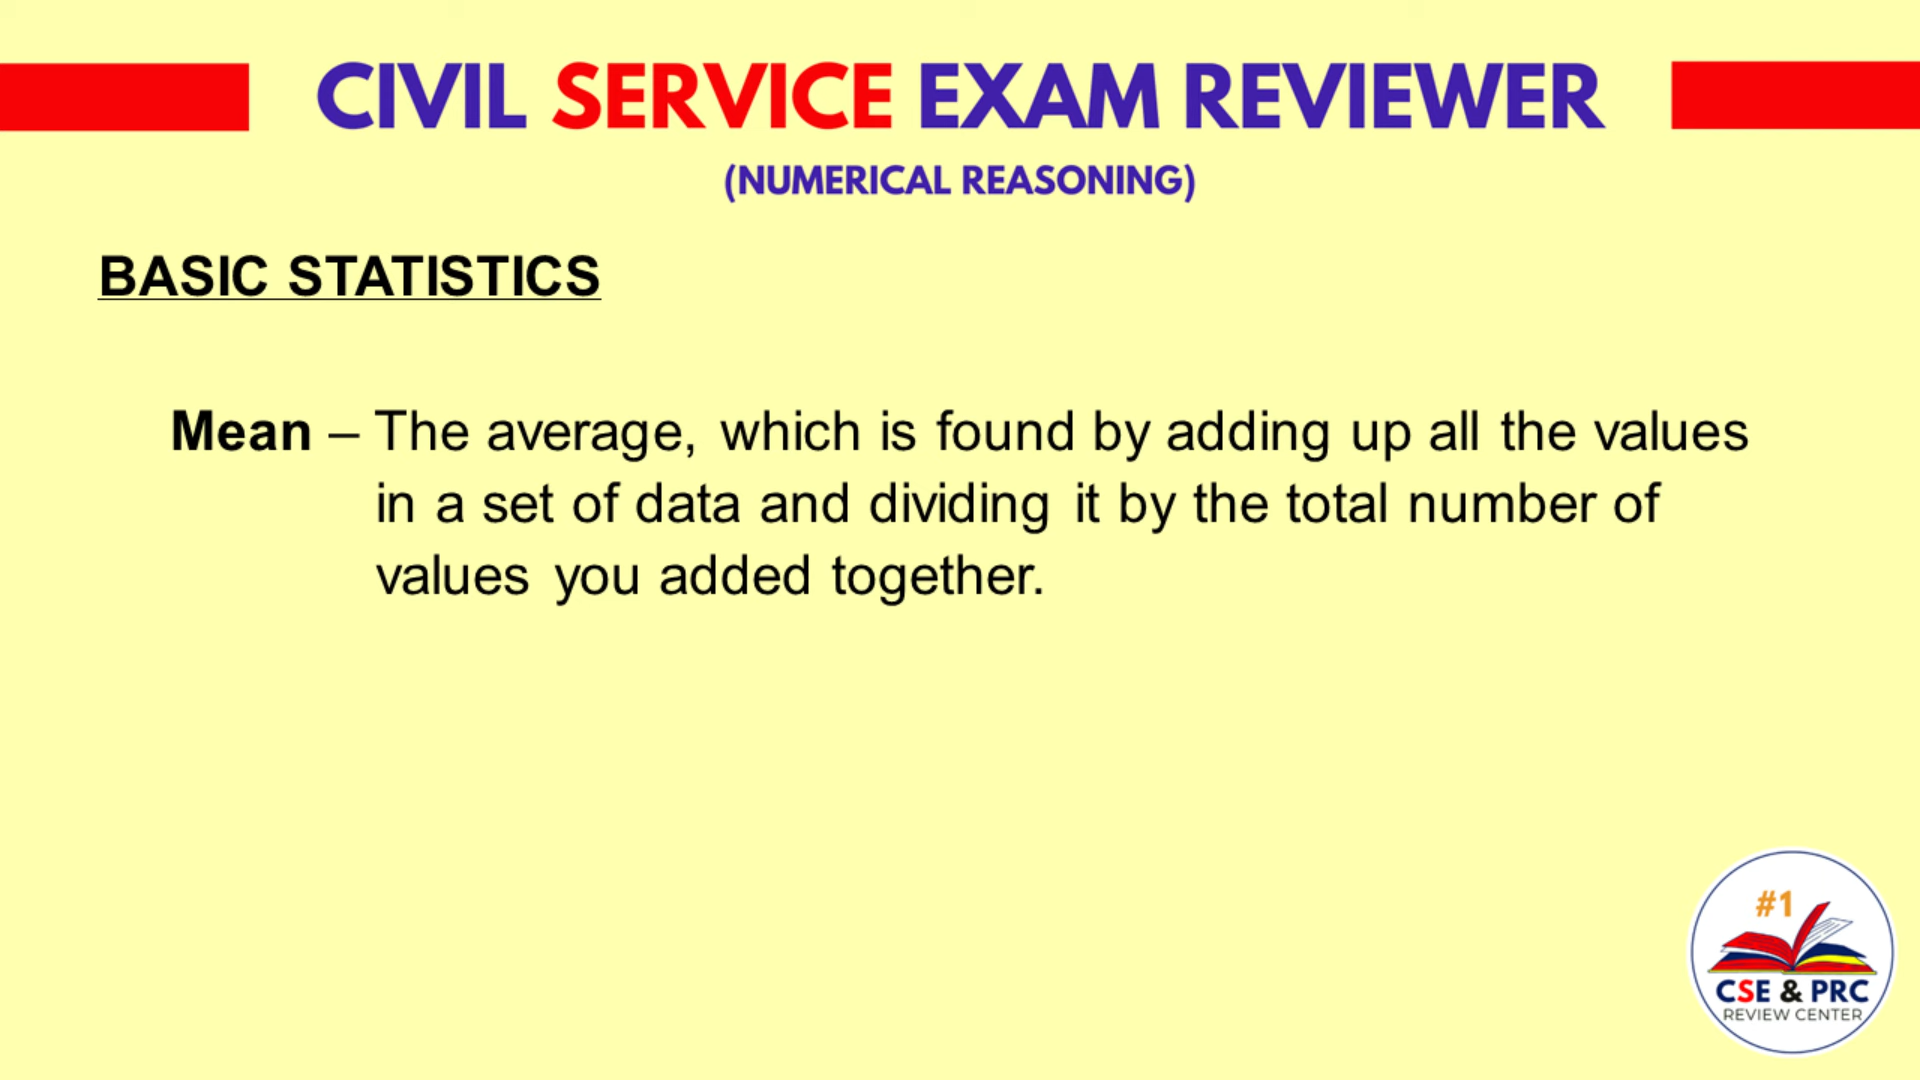 CIVIL SERVICE EXAM REVIEWER
(NUMERICAL REASONING)
BASIC STATISTICS
Mean – The average, which is found by adding up all the values
in a set of data and dividing it by the total number of
values you added together.
#1
CSE & PRC
REVIEW CENTER